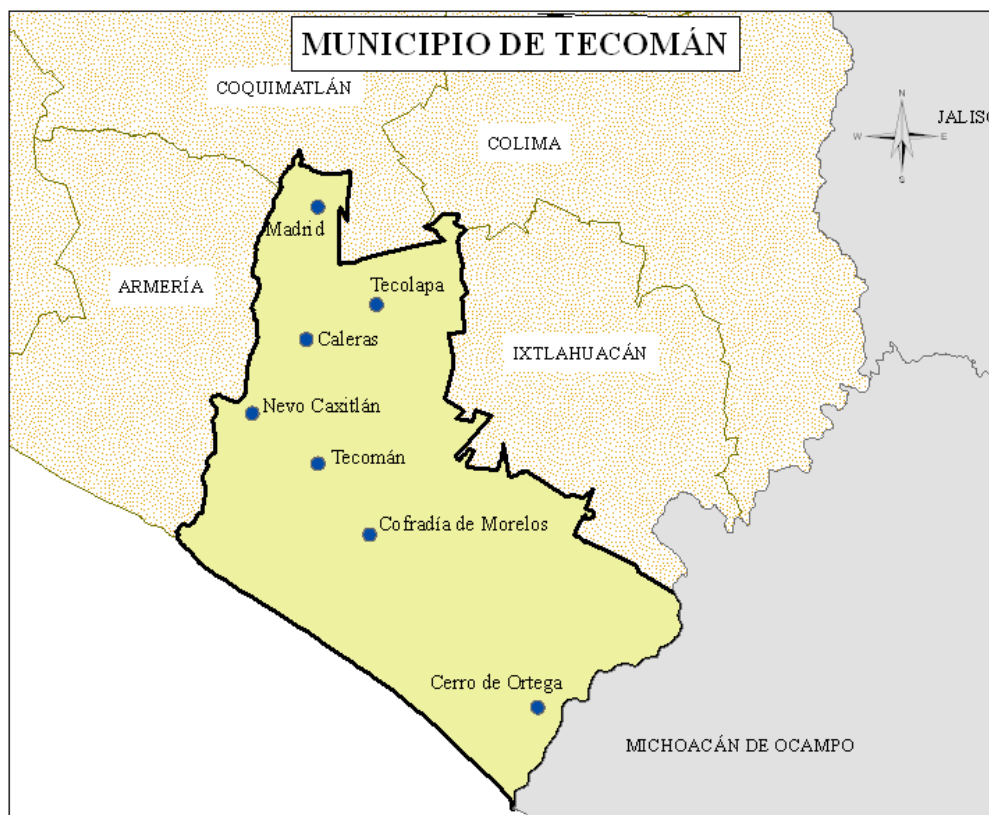 MUNICIPIO DE TECOMÁN
COQUIMATLÁN
N
JALISC
W
E
COLIMA
S
Madrid
ARMERÍA
Tecolapa
Caleras
IXTLAHUACÁN
Nevo Caxitlán
Tecomán
Cofradía de Morelos
Cerro de Ortega
MICHOACÁN DE OCAMPO